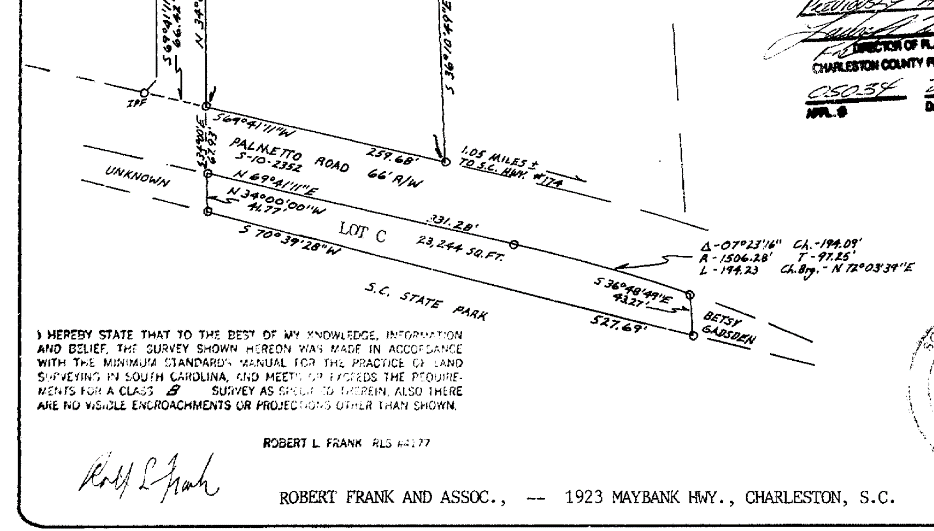 S 69°41'11"W
66.42'
N 34°
S 36°10'49"E
PREVIOUSLY
DIRECTOR OF PL
CHARLESTON COUNTY P
05034
APPL. #
IPF
S 69°41'11"W
259.68'
1.05 MILES ±
TO S.C. HWY. #174
67.93'
PALMETTO ROAD
S-10-2352
66' R/W
UNKNOWN
N 69°41'11"E
331.28'
N 34°00'00"W
41.77'
LOT C
23,244 SQ.FT.
S 70°39'28"W
527.69'
Δ-07°23'16" Ch.-194.09'
R-1506.28' T-97.25'
L-194.23 Ch.Brg.- N 72°03'39"E
S 36°48'49"E
43.27'
BETSY
GADSDEN
S.C. STATE PARK
I HEREBY STATE THAT TO THE BEST OF MY KNOWLEDGE, INFORMATION
AND BELIEF, THE SURVEY SHOWN HEREON WAS MADE IN ACCORDANCE
WITH THE MINIMUM STANDARDS MANUAL FOR THE PRACTICE OF LAND
SURVEYING IN SOUTH CAROLINA, AND MEETS OR EXCEEDS THE REQUIRE-
MENTS FOR A CLASS B SURVEY AS SPECIFIED THEREIN, ALSO THERE
ARE NO VISIBLE ENCROACHMENTS OR PROJECTIONS OTHER THAN SHOWN.
ROBERT L. FRANK RLS #4177
ROBERT FRANK AND ASSOC., -- 1923 MAYBANK HWY., CHARLESTON, S.C.